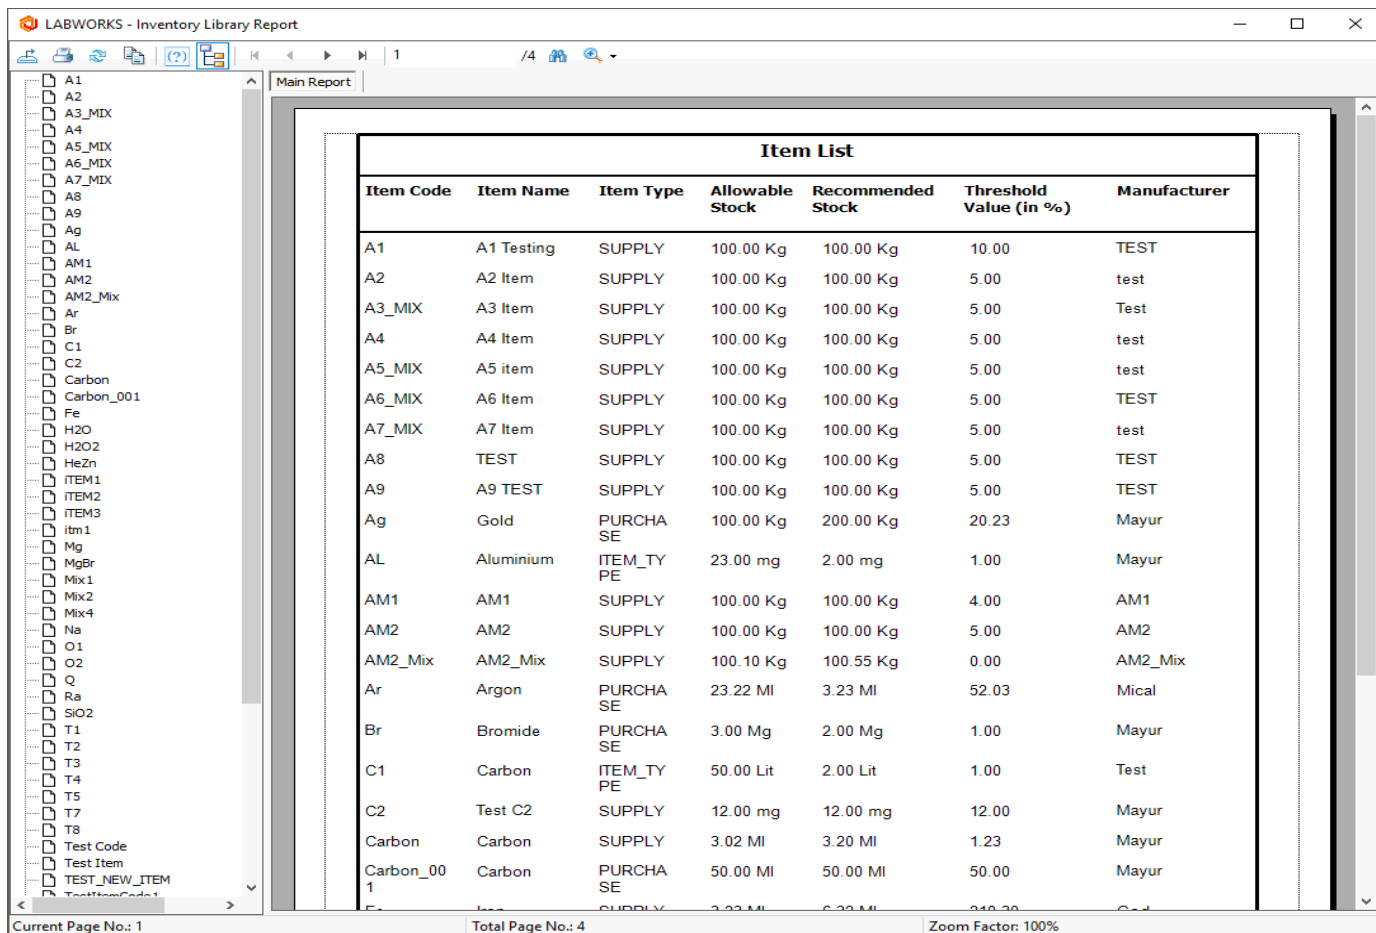 LABWORKS - Inventory Library Report
1 /4
A1
A2
A3_MIX
A4
A5_MIX
A6_MIX
A7_MIX
A8
A9
Ag
AL
AM1
AM2
AM2_Mix
Ar
Br
C1
C2
Carbon
Carbon_001
Fe
H2O
H2O2
HeZn
iTEM1
iTEM2
iTEM3
itm1
Mg
MgBr
Mix1
Mix2
Mix4
Na
O1
O2
Q
Ra
SiO2
T1
T2
T3
T4
T5
T7
T8
Test Code
Test Item
TEST_NEW_ITEM
TestItemCode1
Main Report
Item List
Item Code Item Name Item Type Allowable Recommended Threshold Manufacturer
Stock Stock Value (in %)
A1 A1 Testing SUPPLY 100.00 Kg 100.00 Kg 10.00 TEST
A2 A2 Item SUPPLY 100.00 Kg 100.00 Kg 5.00 test
A3_MIX A3 Item SUPPLY 100.00 Kg 100.00 Kg 5.00 Test
A4 A4 Item SUPPLY 100.00 Kg 100.00 Kg 5.00 test
A5_MIX A5 item SUPPLY 100.00 Kg 100.00 Kg 5.00 test
A6_MIX A6 Item SUPPLY 100.00 Kg 100.00 Kg 5.00 TEST
A7_MIX A7 Item SUPPLY 100.00 Kg 100.00 Kg 5.00 test
A8 TEST SUPPLY 100.00 Kg 100.00 Kg 5.00 TEST
A9 A9 TEST SUPPLY 100.00 Kg 100.00 Kg 5.00 TEST
Ag Gold PURCHA 100.00 Kg 200.00 Kg 20.23 Mayur
SE
AL Aluminium ITEM_TY 23.00 mg 2.00 mg 1.00 Mayur
PE
AM1 AM1 SUPPLY 100.00 Kg 100.00 Kg 4.00 AM1
AM2 AM2 SUPPLY 100.00 Kg 100.00 Kg 5.00 AM2
AM2_Mix AM2_Mix SUPPLY 100.10 Kg 100.55 Kg 0.00 AM2_Mix
Ar Argon PURCHA 23.22 Ml 3.23 Ml 52.03 Mical
SE
Br Bromide PURCHA 3.00 Mg 2.00 Mg 1.00 Mayur
SE
C1 Carbon ITEM_TY 50.00 Lit 2.00 Lit 1.00 Test
PE
C2 Test C2 SUPPLY 12.00 mg 12.00 mg 12.00 Mayur
Carbon Carbon SUPPLY 3.02 Ml 3.20 Ml 1.23 Mayur
Carbon_00 Carbon PURCHA 50.00 Ml 50.00 Ml 50.00 Mayur
1 SE
Current Page No.: 1 Total Page No.: 4 Zoom Factor: 100%